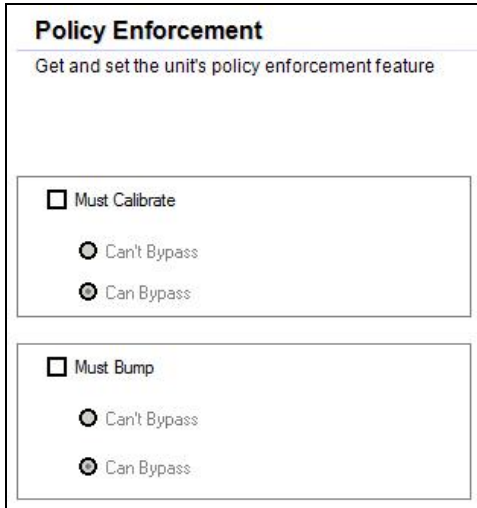 Policy Enforcement
Get and set the unit's policy enforcement feature
Must Calibrate
Can't Bypass
Can Bypass
Must Bump
Can't Bypass
Can Bypass